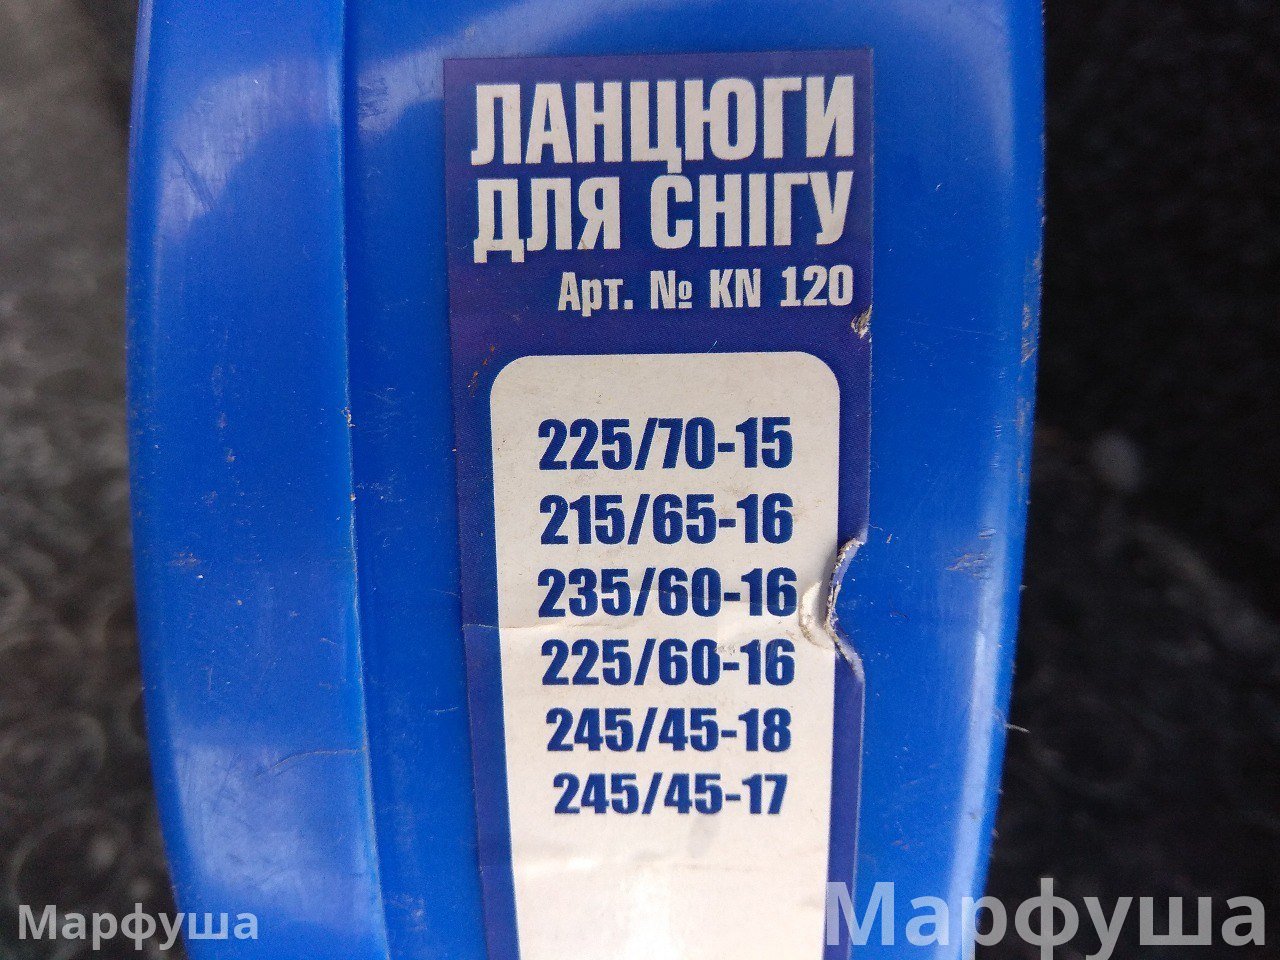 ЛАНЦЮГИ
ДЛЯ СНІГУ
Арт. № KN 120
225/70-15
215/65-16
235/60-16
225/60-16
245/45-18
245/45-17
Марфуша
Марфуша